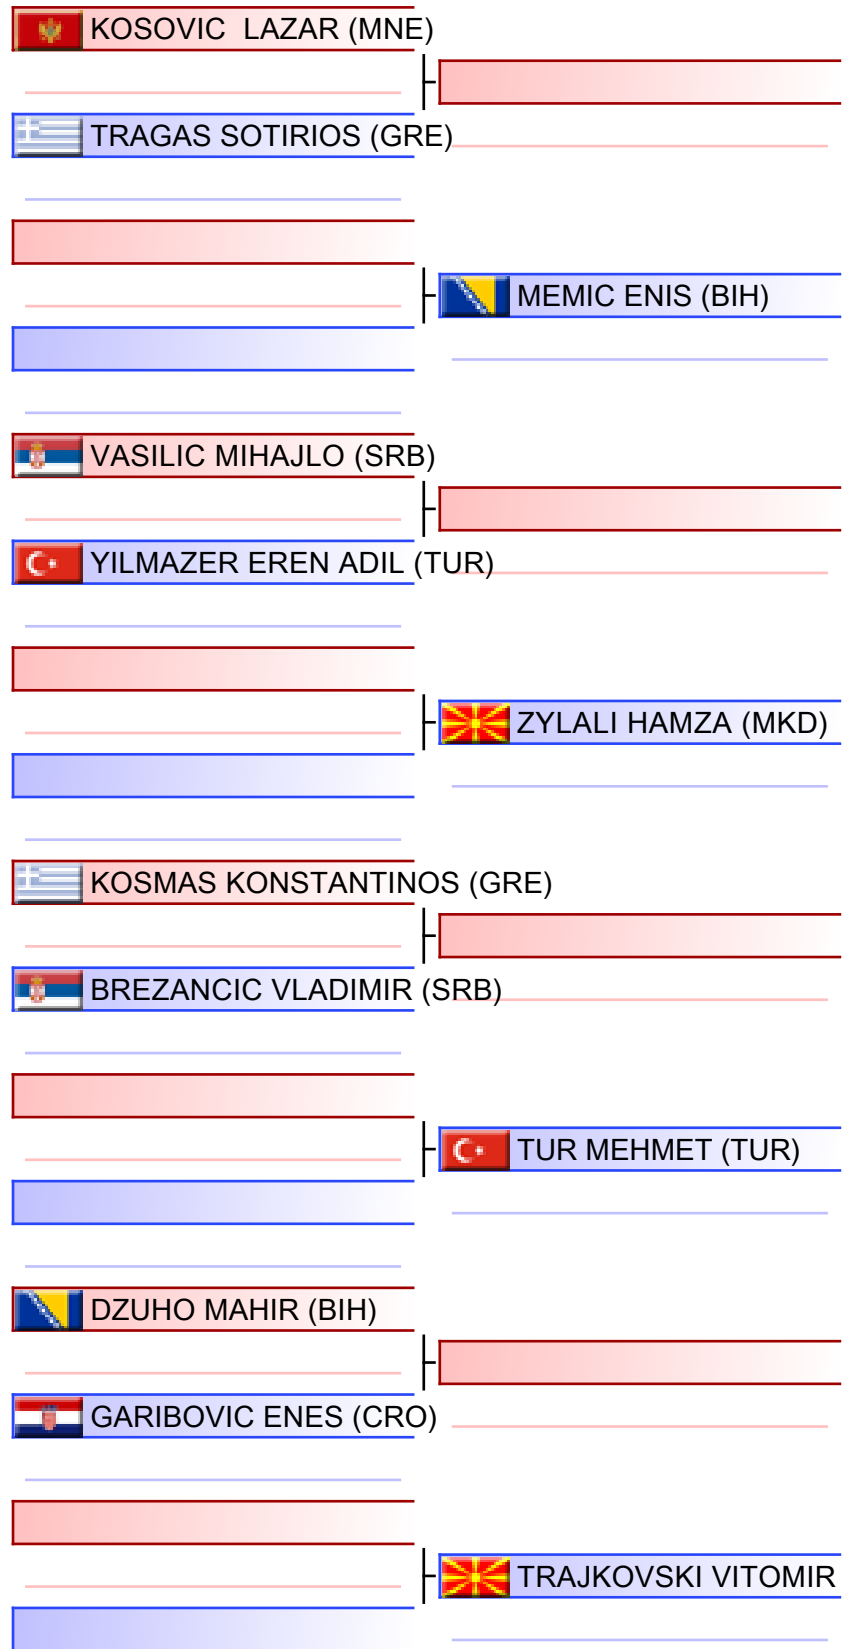 KOSOVIC  LAZAR (MNE)
TRAGAS SOTIRIOS (GRE)
MEMIC ENIS (BIH)
VASILIC MIHAJLO (SRB)
YILMAZER EREN ADIL (TUR)
ZYLALI HAMZA (MKD)
KOSMAS KONSTANTINOS (GRE)
BREZANCIC VLADIMIR (SRB)
TUR MEHMET (TUR)
DZUHO MAHIR (BIH)
GARIBOVIC ENES (CRO)
TRAJKOVSKI VITOMIR